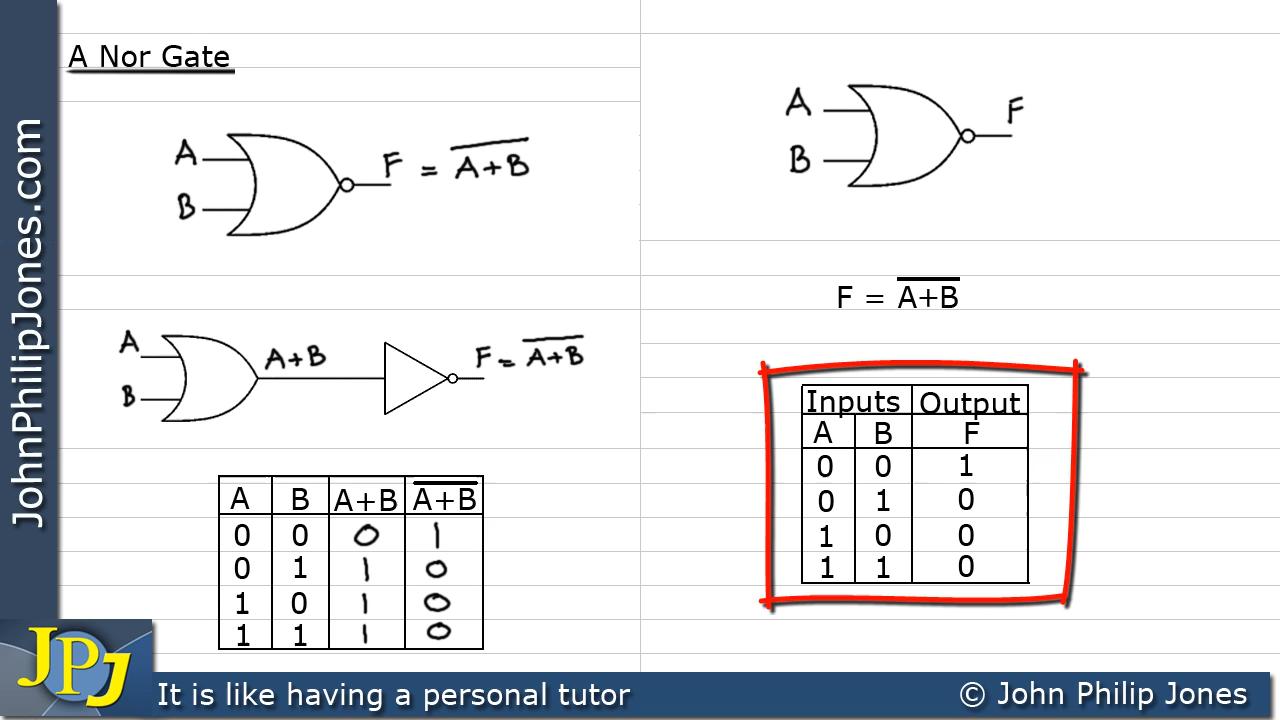 JohnPhilipJones.com
A Nor Gate
A
B
F = A̅+̅B̅
A
B
A+B
F = A̅+̅B̅
A B A+B A̅+̅B̅
0 0 0 1
0 1 1 0
1 0 1 0
1 1 1 0
A
B
F
F = A̅+̅B̅
Inputs Output
A B F
0 0 1
0 1 0
1 0 0
1 1 0
JPJ
It is like having a personal tutor
© John Philip Jones